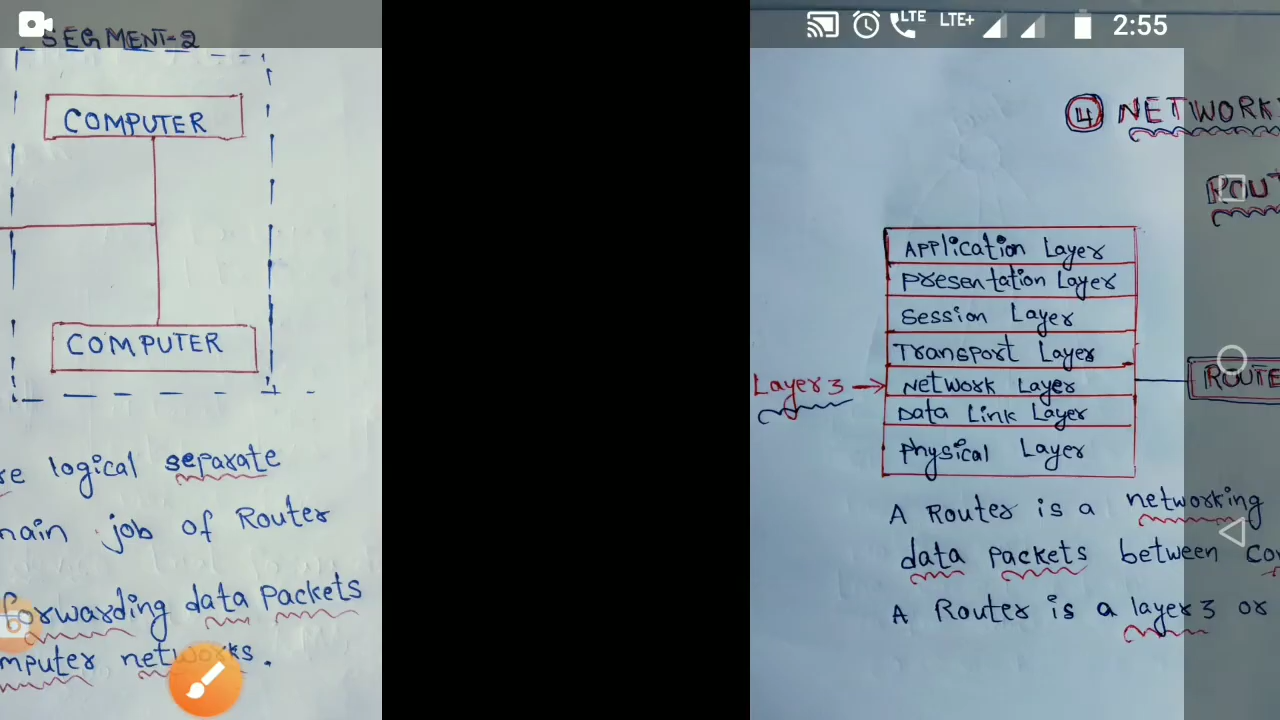 SEGMENT-2
COMPUTER
COMPUTER
logical separate
job of Router
forwarding data packets
networks.
LTE LTE+ 2:55
4 NETWORK
Application Layer
Presentation Layer
Session Layer
Transport Layer
Layer 3 → Network Layer
Data Link Layer
Physical Layer
ROUTE
A Router is a networking
data packets between
A Router is a layer 3 or